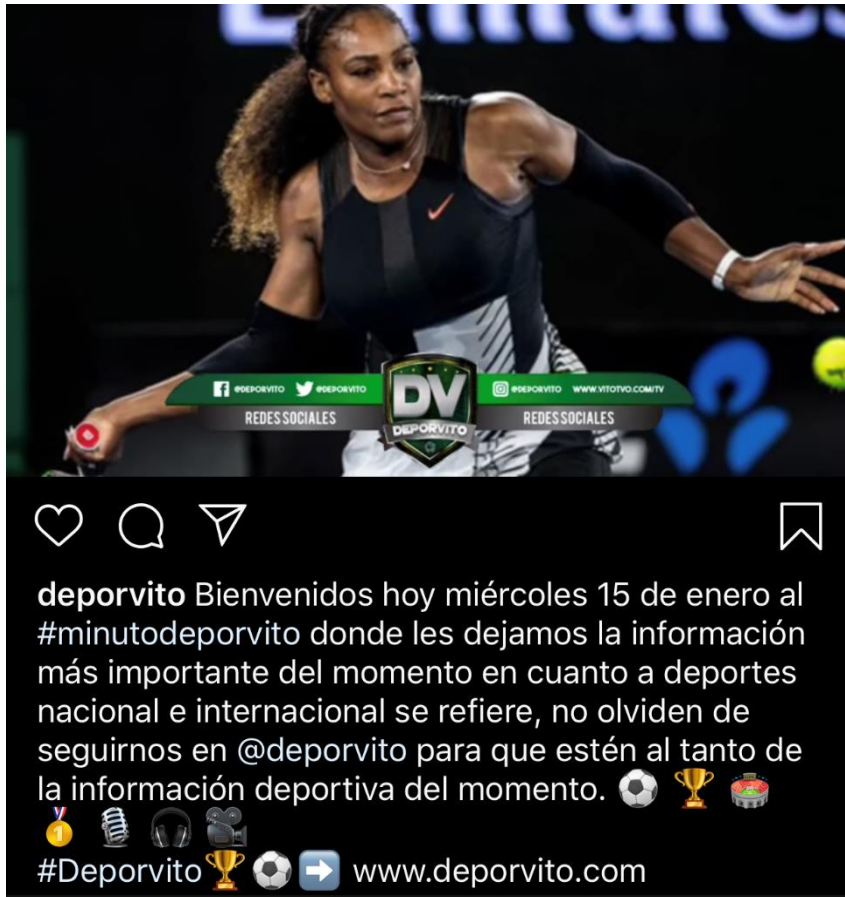 Emirates
@DEPORVITO @DEPORVITO DV @DEPORVITO WWW.VITOTVO.COM/TV
REDES SOCIALES DEPORVITO REDES SOCIALES
deporvito Bienvenidos hoy miércoles 15 de enero al
#minutodeporvito donde les dejamos la información
más importante del momento en cuanto a deportes
nacional e internacional se refiere, no olviden de
seguirnos en @deporvito para que estén al tanto de
la información deportiva del momento. ⚽ 🏆 🏟️
🥇 🎙️ 🎧 🎥
#Deporvito🏆 ⚽ ➡️ www.deporvito.com